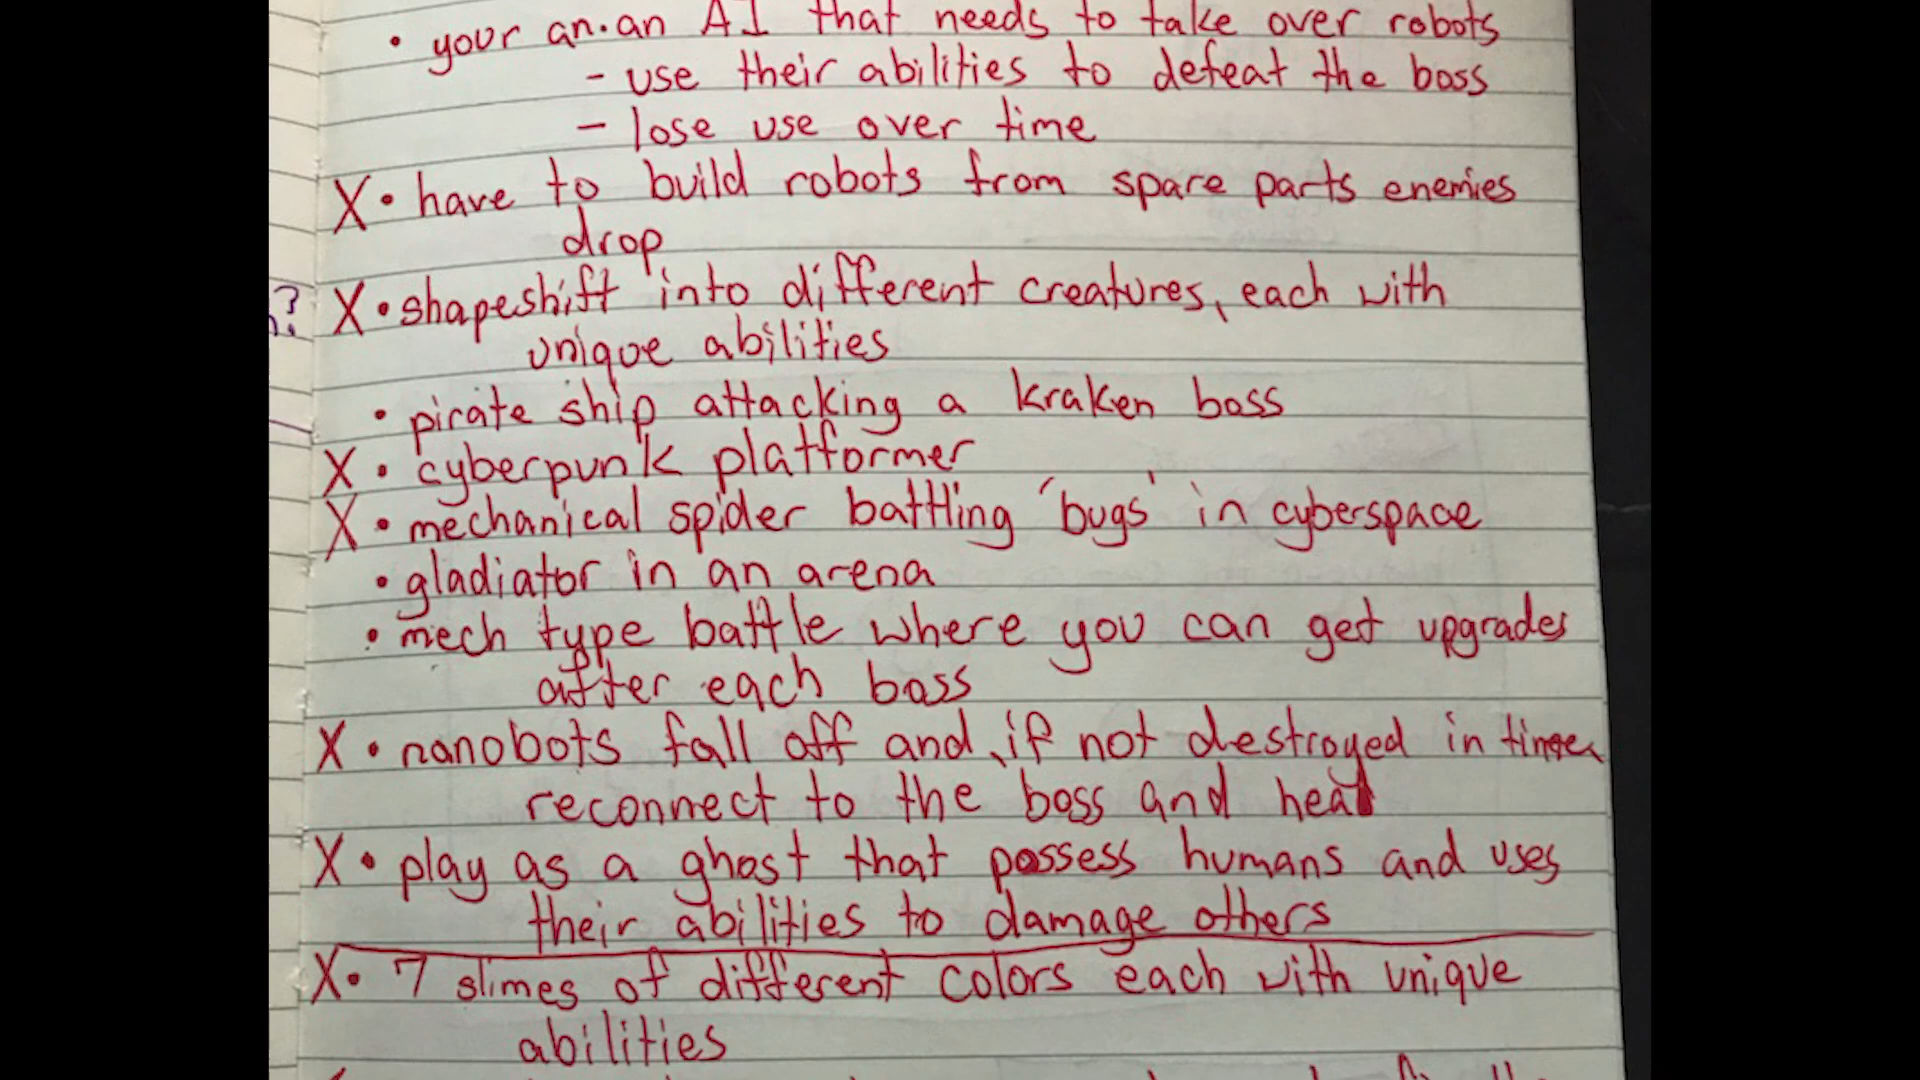 • your an. an AI that needs to take over robots
- use their abilities to defeat the boss
- lose use over time
X • have to build robots from spare parts enemies
drop
? X • shapeshift into different creatures, each with
unique abilities
• pirate ship attacking a kraken boss
X • cyberpunk platformer
X • mechanical spider battling 'bugs' in cyberspace
• gladiator in an arena
• mech type battle where you can get upgrades
after each boss
X • nanobots fall off and, if not destroyed in time
reconnect to the boss and heal
X • play as a ghost that possess humans and uses
their abilities to damage others
X • 7 slimes of different colors each with unique
abilities